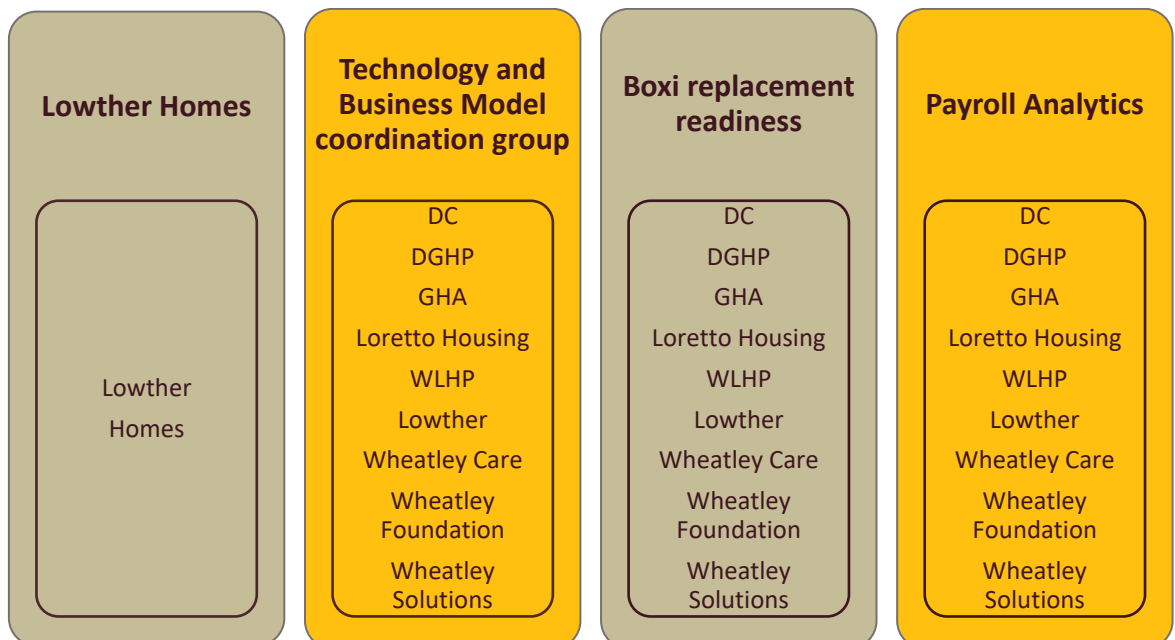 Lowther Homes
Lowther
Homes
Technology and
Business Model
coordination group
DC
DGHP
GHA
Loretto Housing
WLHP
Lowther
Wheatley Care
Wheatley
Foundation
Wheatley
Solutions
Boxi replacement
readiness
DC
DGHP
GHA
Loretto Housing
WLHP
Lowther
Wheatley Care
Wheatley
Foundation
Wheatley
Solutions
Payroll Analytics
DC
DGHP
GHA
Loretto Housing
WLHP
Lowther
Wheatley Care
Wheatley
Foundation
Wheatley
Solutions